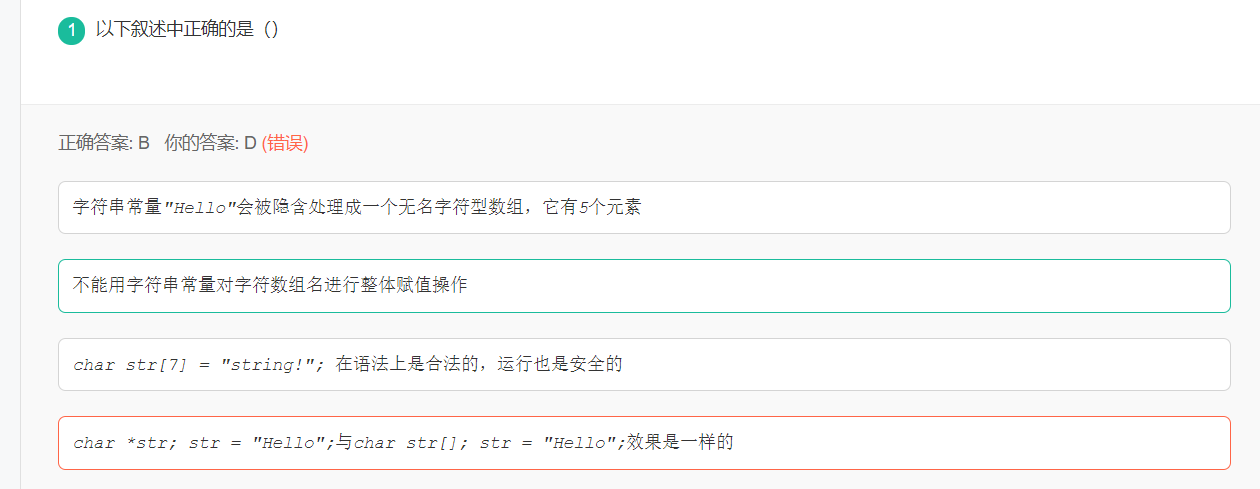 1 以下叙述中正确的是（）
正确答案: B 你的答案: D (错误)
字符串常量"Hello"会被隐含处理成一个无名字符型数组，它有5个元素
不能用字符串常量对字符数组名进行整体赋值操作
char str[7] = "string!"; 在语法上是合法的，运行也是安全的
char *str; str = "Hello";与char str[]; str = "Hello";效果是一样的